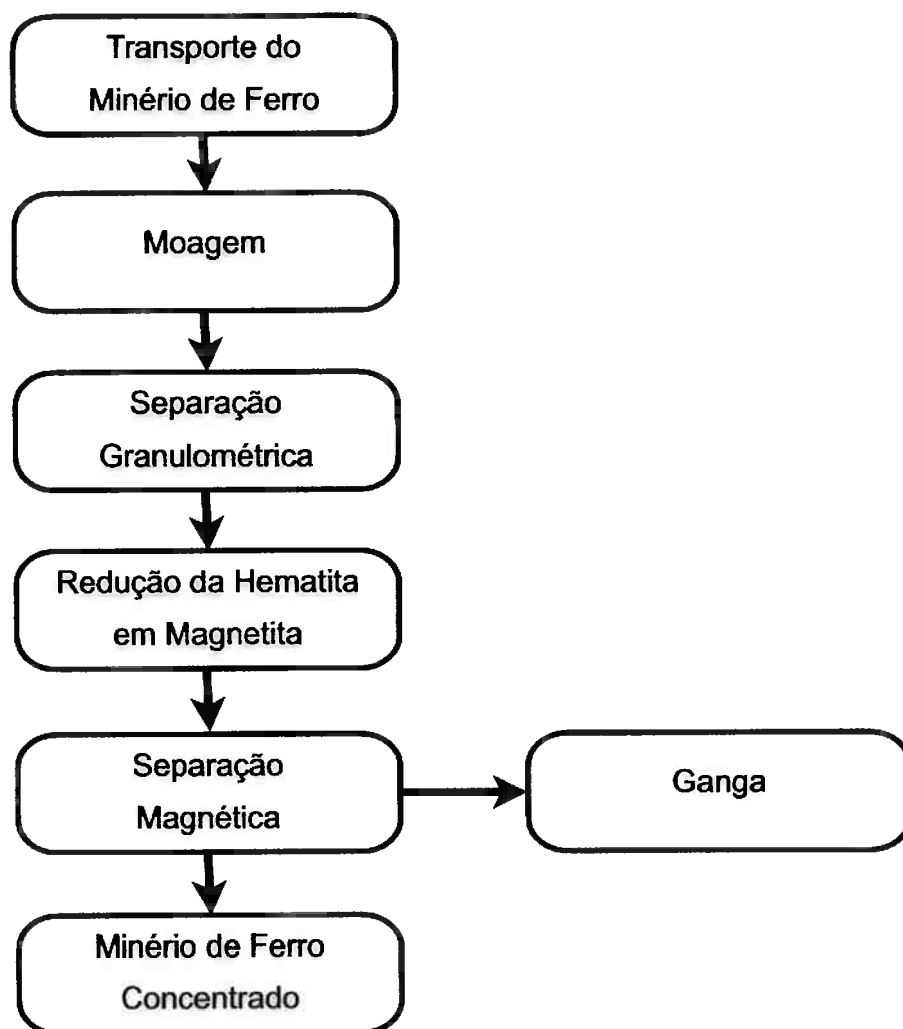 Transporte do
Minério de Ferro
Moagem
Separação
Granulométrica
Redução da Hematita
em Magnetita
Separação
Magnética
Ganga
Minério de Ferro
Concentrado